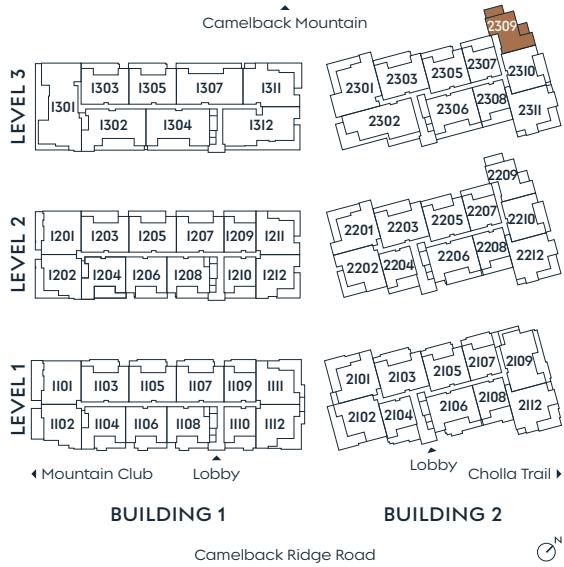 Camelback Mountain
LEVEL 3
1301 1303 1305 1307 1311
1302 1304 1312
2301 2303 2305 2307 2309 2310
2302 2306 2308 2311
LEVEL 2
1201 1203 1205 1207 1209 1211
1202 1204 1206 1208 1210 1212
2201 2203 2205 2207 2209 2210
2202 2204 2206 2208 2212
LEVEL 1
1101 1103 1105 1107 1109 1111
1102 1104 1106 1108 1110 1112
2101 2103 2105 2107 2109
2102 2104 2106 2108 2112
Mountain Club
Lobby
Lobby
Cholla Trail
BUILDING 1
BUILDING 2
Camelback Ridge Road
N